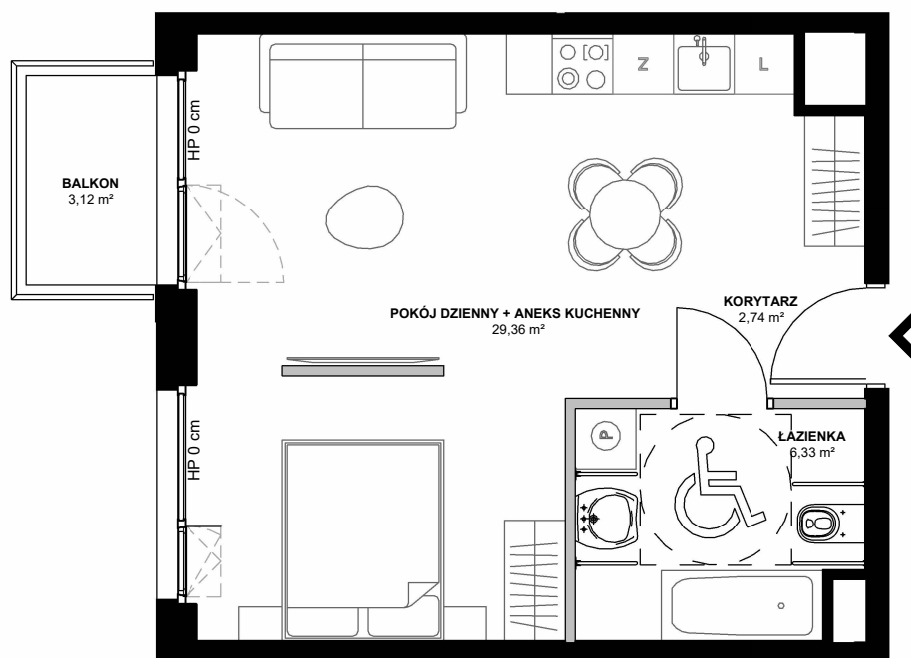 Z
L
HP 0 cm
BALKON
3,12 m²
POKÓJ DZIENNY + ANEKS KUCHENNY
29,36 m²
KORYTARZ
2,74 m²
HP 0 cm
P
ŁAZIENKA
6,33 m²